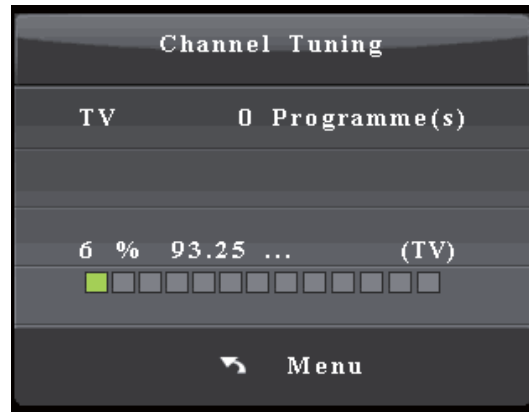 Channel Tuning
TV 0 Programme(s)
6 % 93.25 ... (TV)
Menu